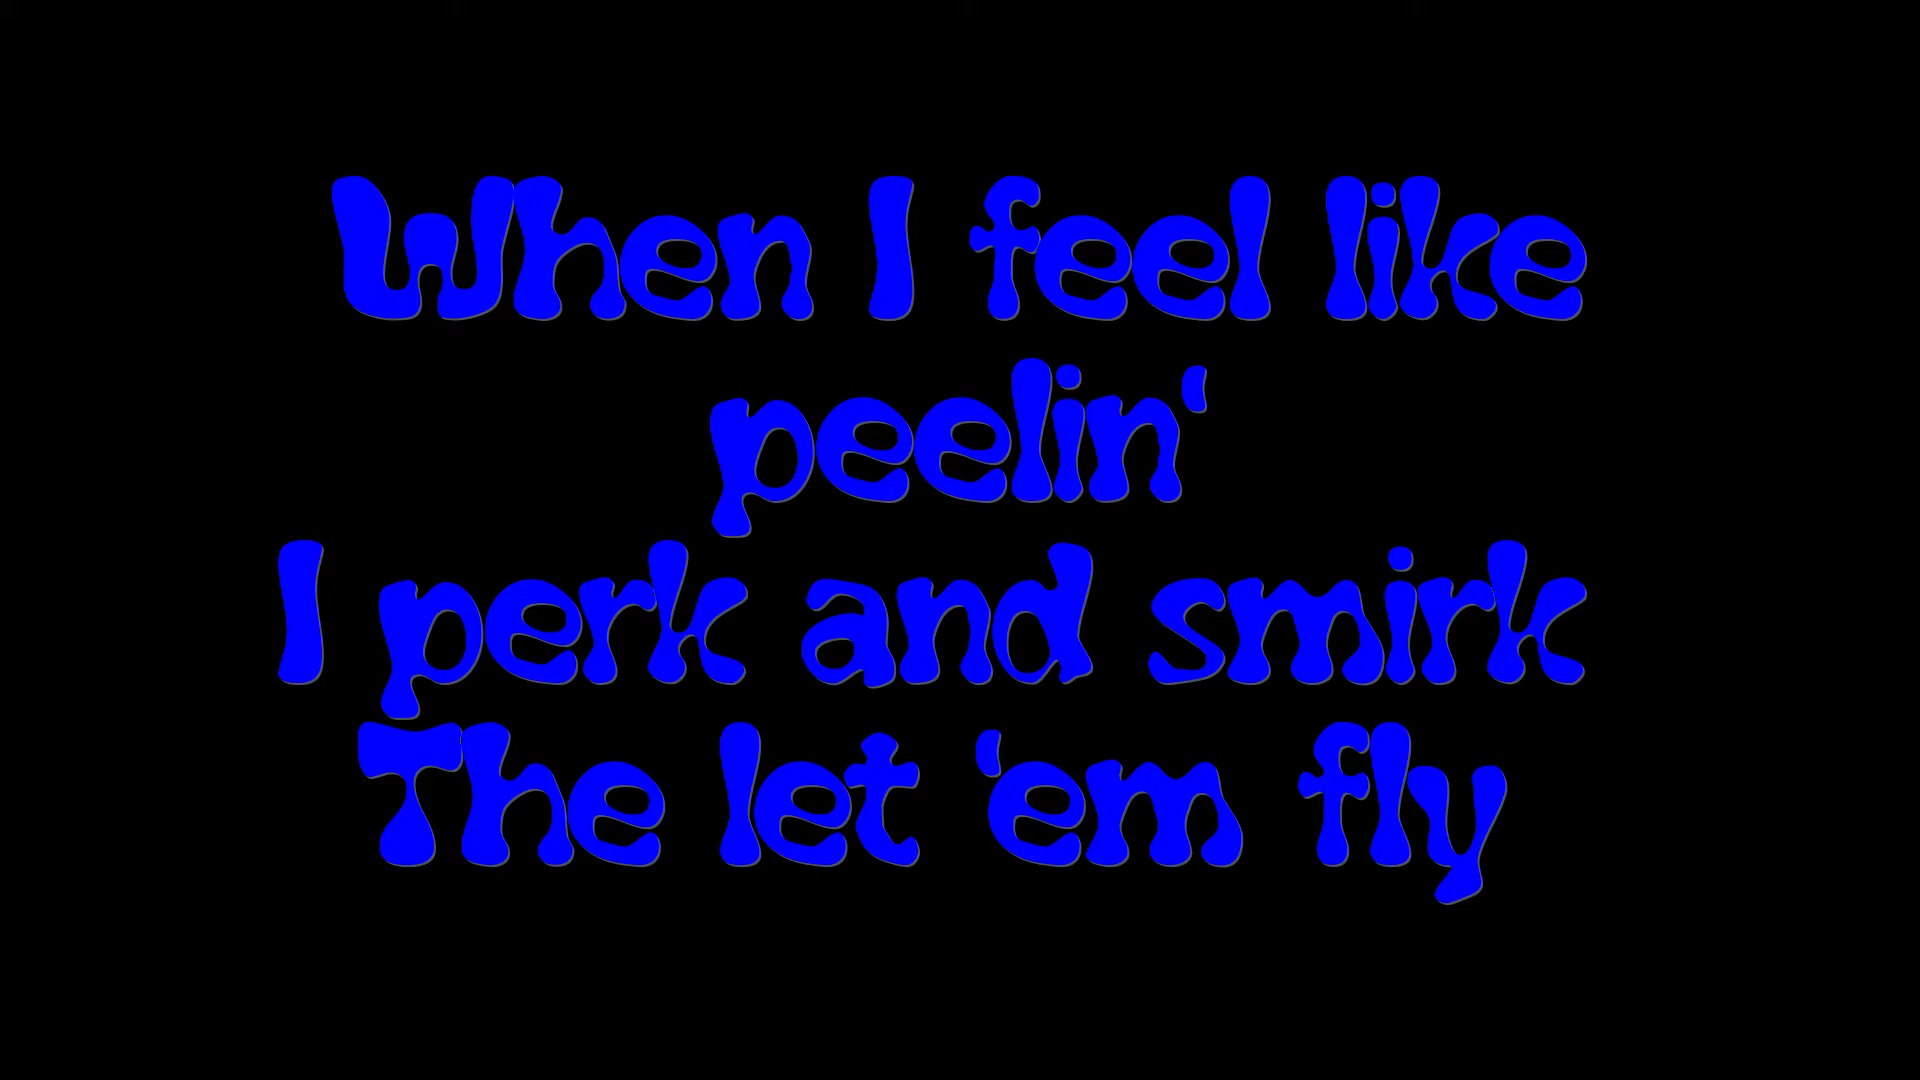 When I feel like
peelin'
I perk and smirk
The let 'em fly